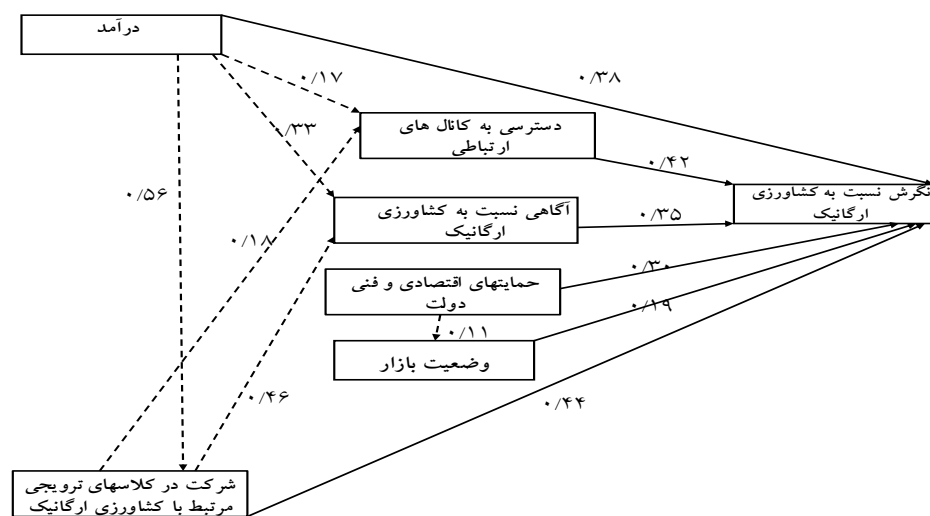 درآمد
۰/۳۸
۰/۱۷
۰/۳۳
دسترسی به کانال های
ارتباطی
۰/۴۲
نگرش نسبت به کشاورزی
ارگانیک
۰/۵۶
آگاهی نسبت به کشاورزی
ارگانیک
۰/۳۵
۰/۱۸
حمایتهای اقتصادی و فنی
دولت
۰/۳۰
۰/۱۹
۰/۱۱
وضعیت بازار
۰/۴۶
۰/۴۴
شرکت در کلاسهای ترویجی
مرتبط با کشاورزی ارگانیک